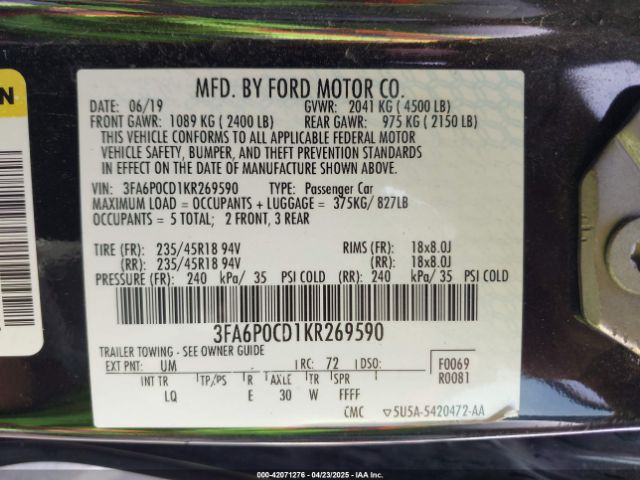 MFD. BY FORD MOTOR CO.
DATE: 06/19 GVWR: 2041 KG ( 4500 LB)
FRONT GAWR: 1089 KG ( 2400 LB) REAR GAWR: 975 KG ( 2150 LB)
THIS VEHICLE CONFORMS TO ALL APPLICABLE FEDERAL MOTOR
VEHICLE SAFETY, BUMPER, AND THEFT PREVENTION STANDARDS
IN EFFECT ON THE DATE OF MANUFACTURE SHOWN ABOVE.
VIN: 3FA6P0CD1KR269590 TYPE: Passenger Car
MAXIMUM LOAD = OCCUPANTS + LUGGAGE = 375KG/ 827LB
OCCUPANTS = 5 TOTAL; 2 FRONT, 3 REAR
TIRE (FR): 235/45R18 94V RIMS (FR): 18x8.0J
(RR): 235/45R18 94V (RR): 18x8.0J
PRESSURE (FR): 240 kPa/ 35 PSI COLD (RR): 240 kPa/ 35 PSI COLD
3FA6P0CD1KR269590
TRAILER TOWING - SEE OWNER GUIDE
EXT PNT: UM RC: 72 DSO: F0069
INT TR TP/PS R AXLE TR SPR R0081
LQ E 30 W FFFF
CMC ▽5U5A-5420472-AA
000-42071276 - 04/23/2025 - IAAI, Inc.